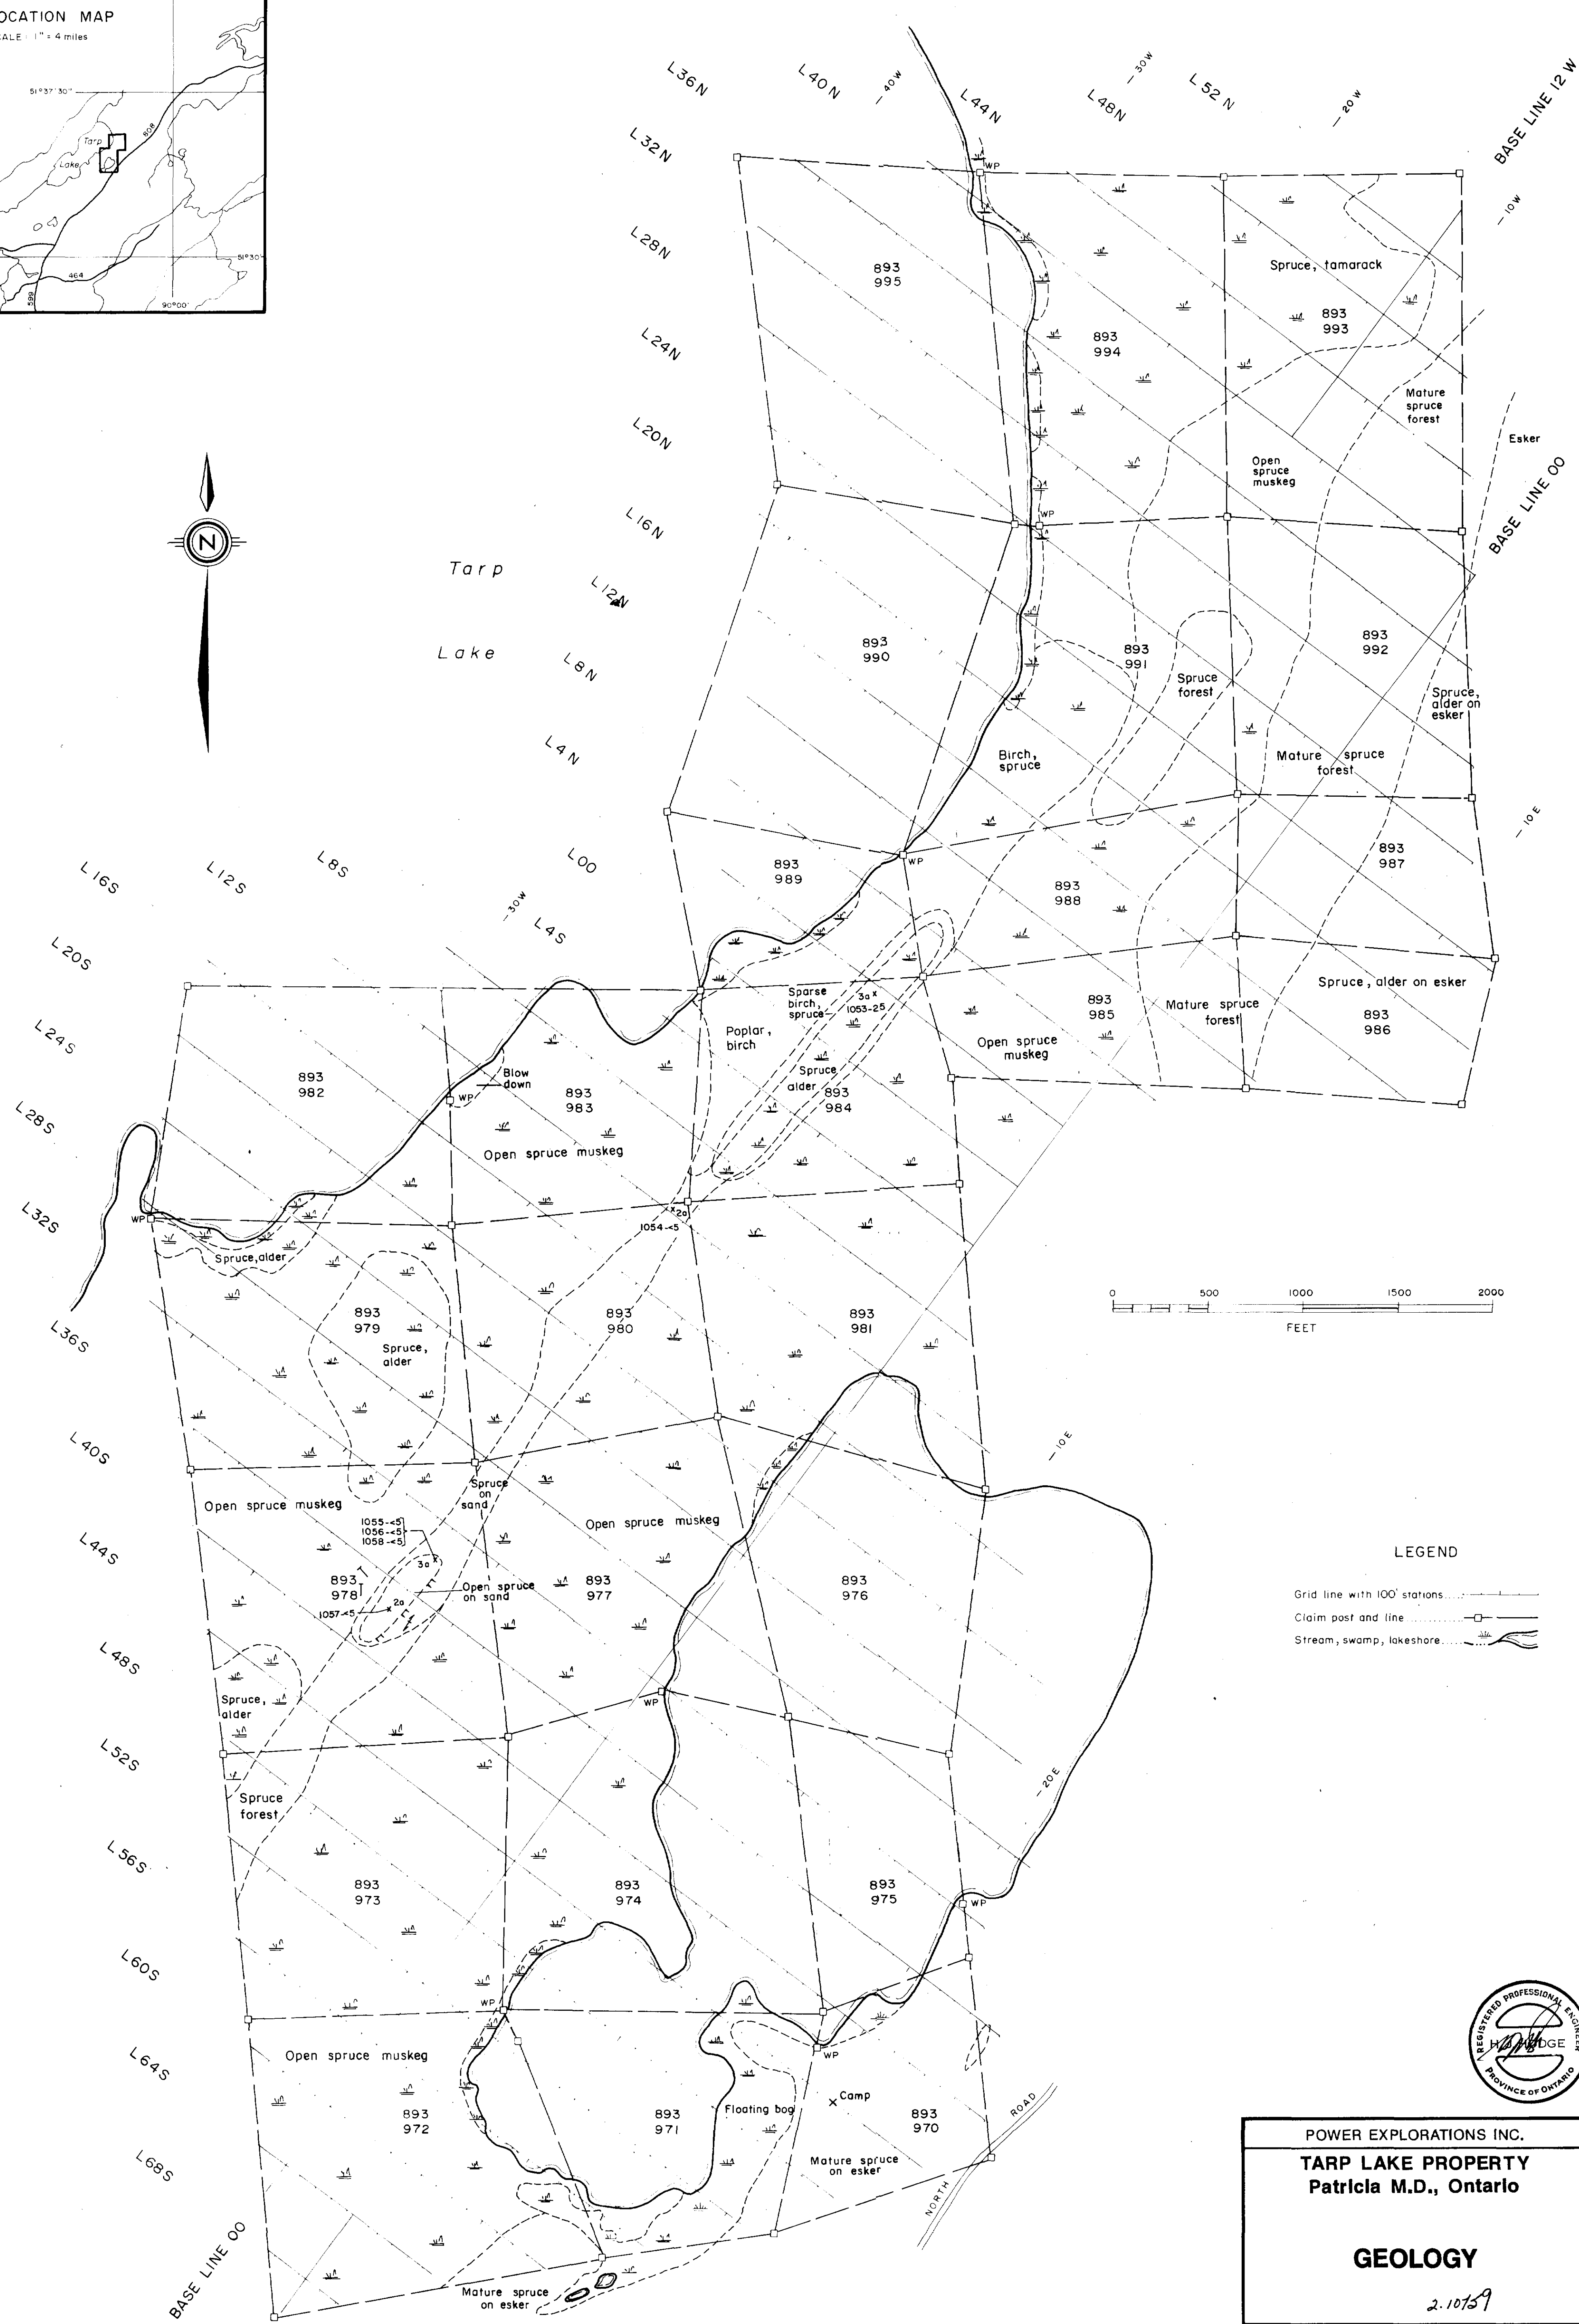 OCATION MAP
CALE: 1" = 4 miles
51°37'30"
Tarp
Lake
808
51°30'
464
599
90°00'
L36N
L40N
-40W
L44N
-30W
L48N
L52N
-20W
BASE LINE 12 W
-10W
L32N
WP
L28N
893
995
Spruce, tamarack
893
993
893
994
L24N
Mature
spruce
forest
L20N
Esker
Open
spruce
muskeg
BASE LINE 00
N
L16N
WP
Tarp
Lake
L12N
L8N
893
990
893
991
893
992
Spruce
forest
Spruce,
alder on
esker
L4N
Birch,
spruce
Mature spruce
forest
-10E
L16S
L12S
L8S
L00
893
989
WP
893
987
893
988
-30W
L4S
L20S
Spruce, alder on esker
Sparse
birch,
spruce
3a x
1053-25
893
985
Mature spruce
forest
893
986
Poplar,
birch
Open spruce
muskeg
L24S
893
982
Blow
down
WP
893
983
Spruce
alder
893
984
L28S
Open spruce muskeg
L32S
WP
x2a
1054-<5
Spruce, alder
0 500 1000 1500 2000
FEET
L36S
893
979
893
980
893
981
Spruce,
alder
L40S
-10E
Spruce
on
sand
Open spruce muskeg
1055-<5
1056-<5
1058-<5
Open spruce muskeg
L44S
3a x
893
978
Open spruce
on sand
893
977
893
976
1057-<5
x 2a
LEGEND
Grid line with 100' stations
Claim post and line
Stream, swamp, lakeshore
L48S
Spruce,
alder
WP
L52S
-20E
Spruce
forest
L56S
893
973
893
974
893
975
WP
L60S
WP
L64S
Open spruce muskeg
WP
x Camp
Floating bog
893
972
893
971
893
970
NORTH ROAD
L68S
Mature spruce
on esker
BASE LINE 00
Mature spruce
on esker
REGISTERED PROFESSIONAL ENGINEER
PROVINCE OF ONTARIO
POWER EXPLORATIONS INC.
TARP LAKE PROPERTY
Patricia M.D., Ontario
GEOLOGY
2.10159